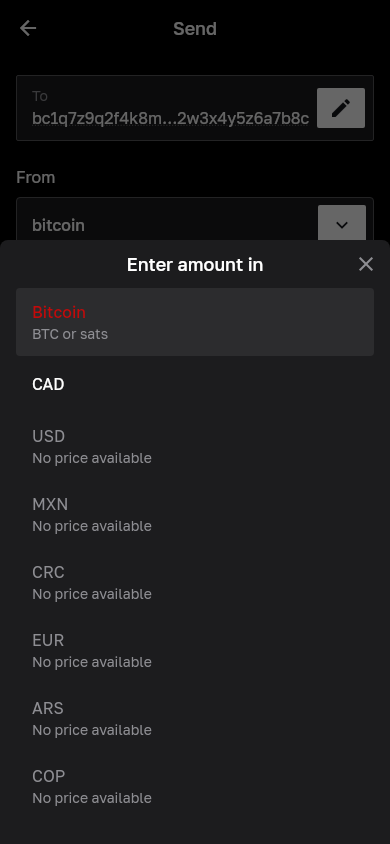 Send
To
bc1q7z9q2f4k8m...2w3x4y5z6a7b8c
From
bitcoin
Enter amount in
Bitcoin
BTC or sats
CAD
USD
No price available
MXN
No price available
CRC
No price available
EUR
No price available
ARS
No price available
COP
No price available